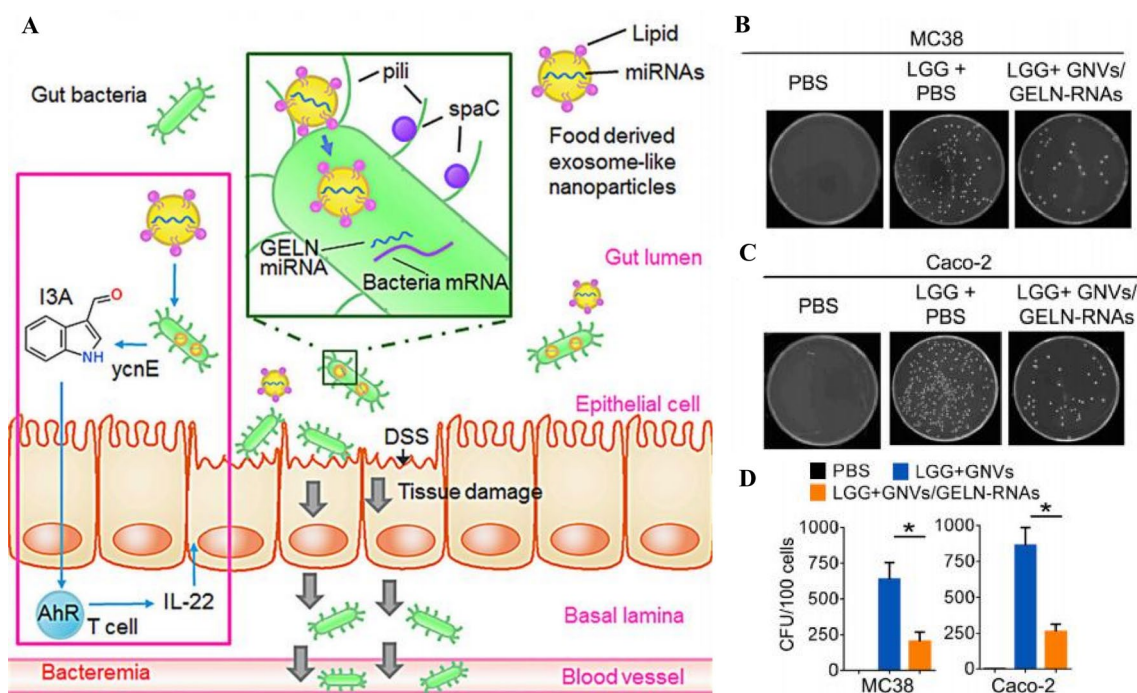 A
Gut bacteria
pili
spaC
GELN
miRNA
Bacteria mRNA
Lipid
miRNAs
Food derived
exosome-like
nanoparticles
Gut lumen
I3A
O
NH
ycnE
Epithelial cell
DSS
Tissue damage
AhR
T cell
IL-22
Basal lamina
Bacteremia
Blood vessel
B
MC38
PBS
LGG +
PBS
LGG+ GNVs/
GELN-RNAs
C
Caco-2
PBS
LGG +
PBS
LGG+ GNVs/
GELN-RNAs
D
PBS LGG+GNVs
LGG+GNVs/GELN-RNAs
CFU/100 cells
1000
750
500
250
0
*
MC38
1000
750
500
250
0
*
Caco-2